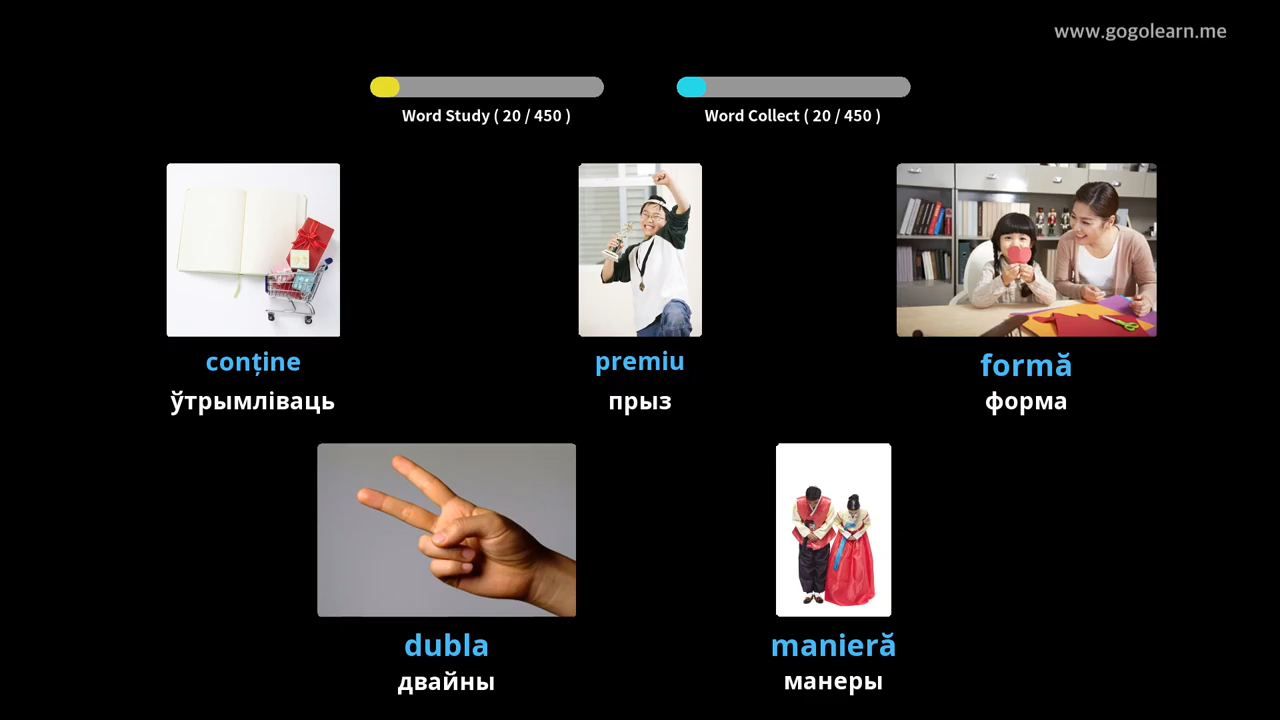 www.gogolearn.me
Word Study ( 20 / 450 )
Word Collect ( 20 / 450 )
conține
ўтрымліваць
premiu
прыз
formă
форма
dubla
двайны
manieră
манеры